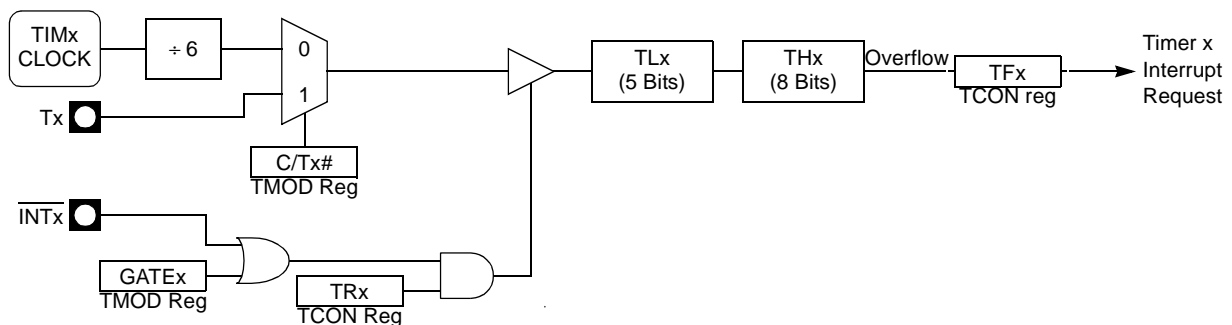 TIMx
CLOCK
÷ 6
0
1
Tx
C/Tx#
TMOD Reg
TLx
(5 Bits)
THx
(8 Bits)
Overflow
TFx
TCON reg
Timer x
Interrupt
Request
INTx
GATEx
TMOD Reg
TRx
TCON Reg